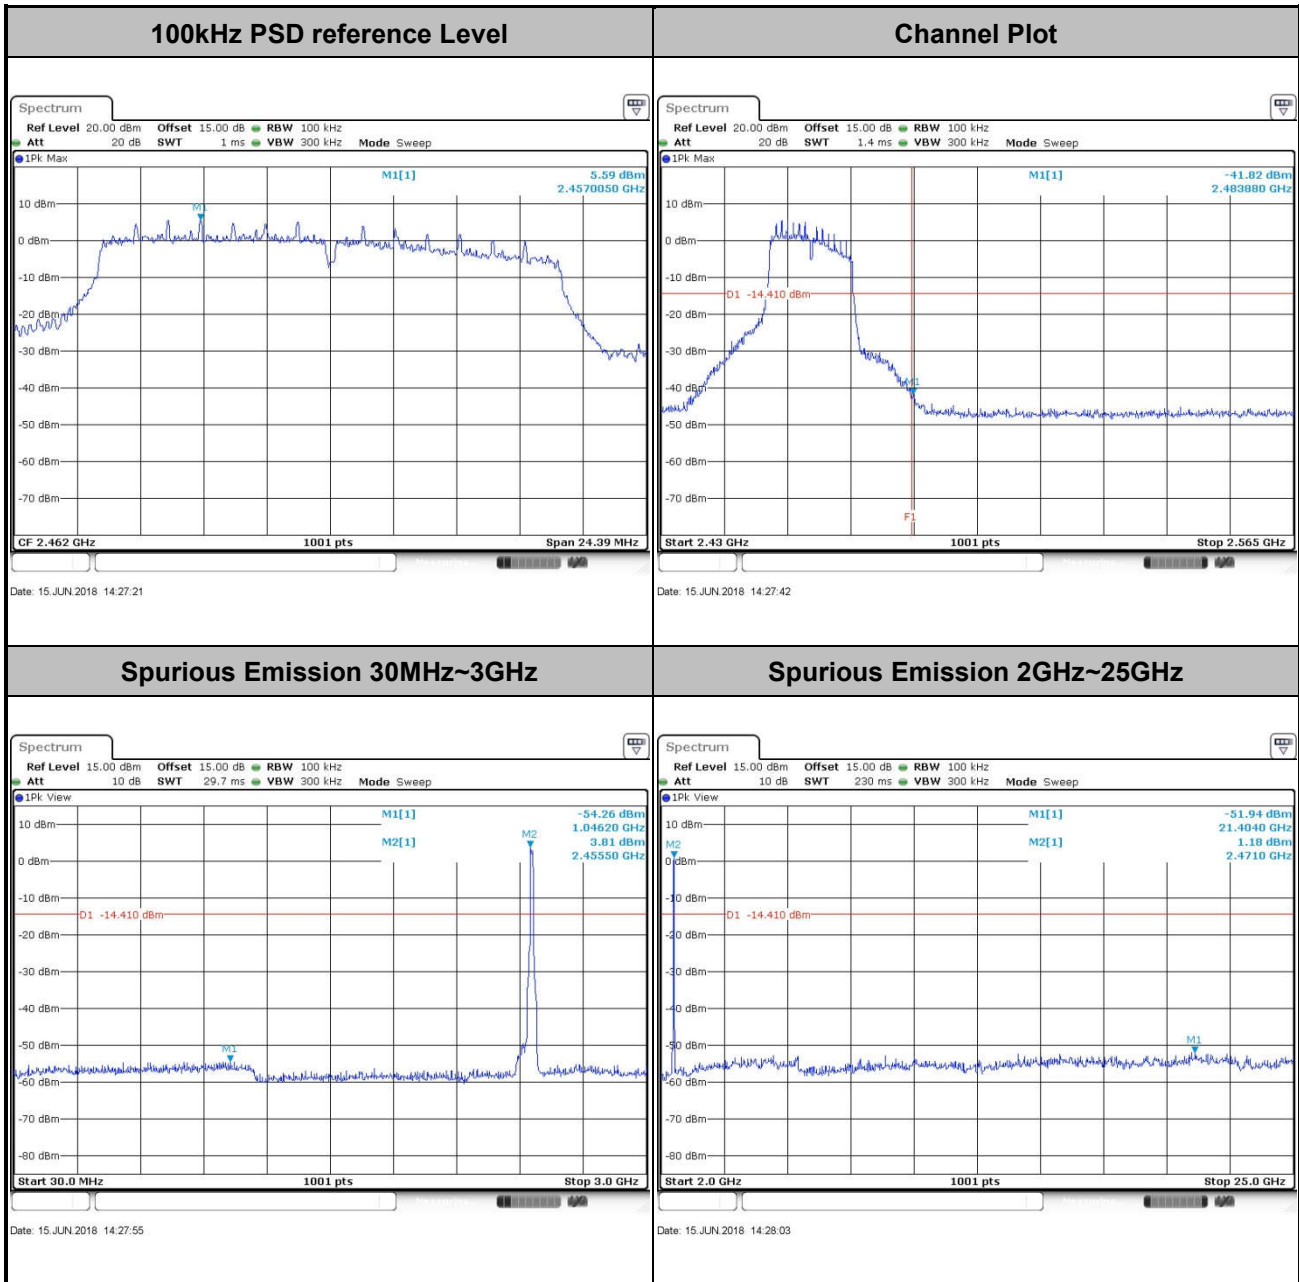 100kHz PSD reference Level
Channel Plot
Spectrum
Ref Level 20.00 dBm Offset 15.00 dB RBW 100 kHz
Att 20 dB SWT 1 ms VBW 300 kHz Mode Sweep
1Pk Max
M1[1] 5.59 dBm
2.4570050 GHz
M1
10 dBm
0 dBm
-10 dBm
-20 dBm
-30 dBm
-40 dBm
-50 dBm
-60 dBm
-70 dBm
CF 2.462 GHz 1001 pts Span 24.39 MHz
Date: 15.JUN.2018 14:27:21
Spectrum
Ref Level 20.00 dBm Offset 15.00 dB RBW 100 kHz
Att 20 dB SWT 1.4 ms VBW 300 kHz Mode Sweep
1Pk Max
M1[1] -41.82 dBm
2.483880 GHz
10 dBm
0 dBm
-10 dBm
D1 -14.410 dBm
-20 dBm
-30 dBm
-40 dBm
M1
-50 dBm
-60 dBm
-70 dBm
F1
Start 2.43 GHz 1001 pts Stop 2.565 GHz
Date: 15.JUN.2018 14:27:42
Spurious Emission 30MHz~3GHz
Spurious Emission 2GHz~25GHz
Spectrum
Ref Level 15.00 dBm Offset 15.00 dB RBW 100 kHz
Att 10 dB SWT 29.7 ms VBW 300 kHz Mode Sweep
1Pk View
M1[1] -54.26 dBm
1.04620 GHz
M2[1] 3.81 dBm
2.45550 GHz
M2
10 dBm
0 dBm
-10 dBm
D1 -14.410 dBm
-20 dBm
-30 dBm
-40 dBm
-50 dBm
M1
-60 dBm
-70 dBm
-80 dBm
Start 30.0 MHz 1001 pts Stop 3.0 GHz
Date: 15.JUN.2018 14:27:55
Spectrum
Ref Level 15.00 dBm Offset 15.00 dB RBW 100 kHz
Att 10 dB SWT 230 ms VBW 300 kHz Mode Sweep
1Pk View
M1[1] -51.94 dBm
21.4040 GHz
M2[1] 1.18 dBm
2.4710 GHz
10 dBm
M2
0 dBm
-10 dBm
D1 -14.410 dBm
-20 dBm
-30 dBm
-40 dBm
-50 dBm
M1
-60 dBm
-70 dBm
-80 dBm
Start 2.0 GHz 1001 pts Stop 25.0 GHz
Date: 15.JUN.2018 14:28:03